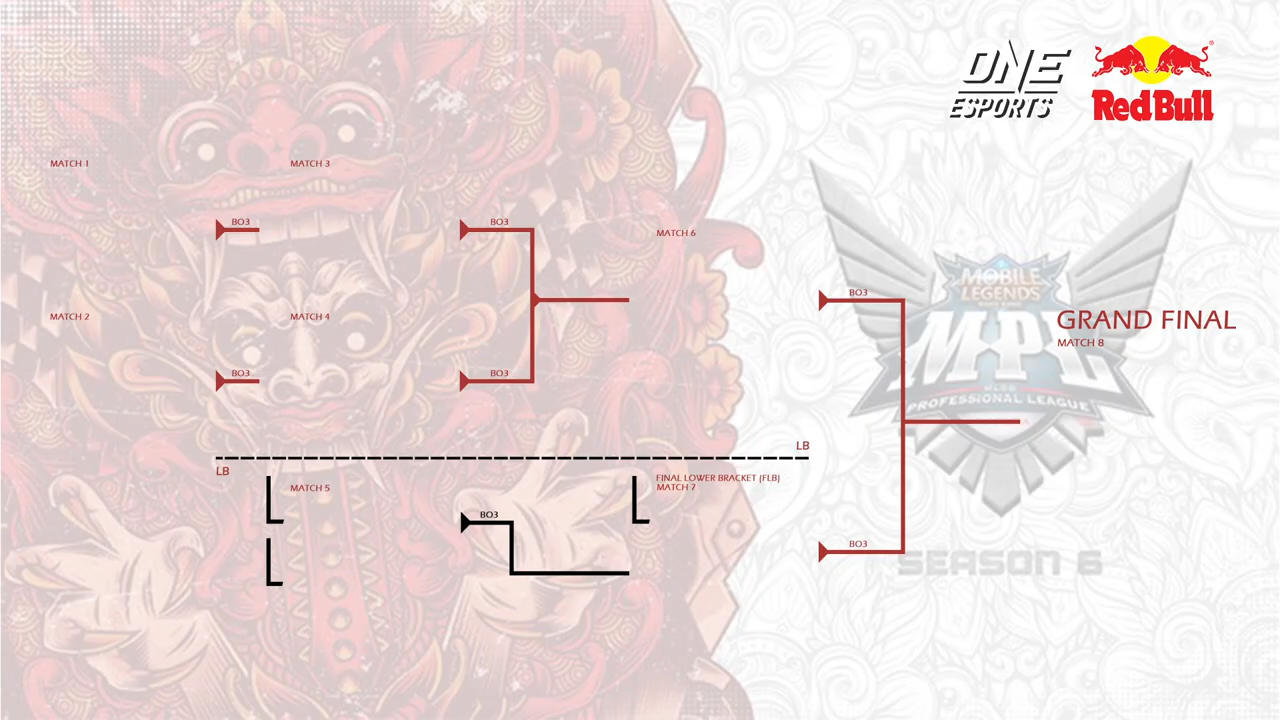 ONE
ESPORTS
Red Bull
MATCH 1
MATCH 3
BO3
BO3
MATCH 6
BO3
MOBILE
LEGENDS
MPL
PROFESSIONAL LEAGUE
GRAND FINAL
MATCH 8
MATCH 2
MATCH 4
BO3
BO3
LB
LB
MATCH 5
FINAL LOWER BRACKET (FLB)
MATCH 7
BO3
BO3
SEASON 6